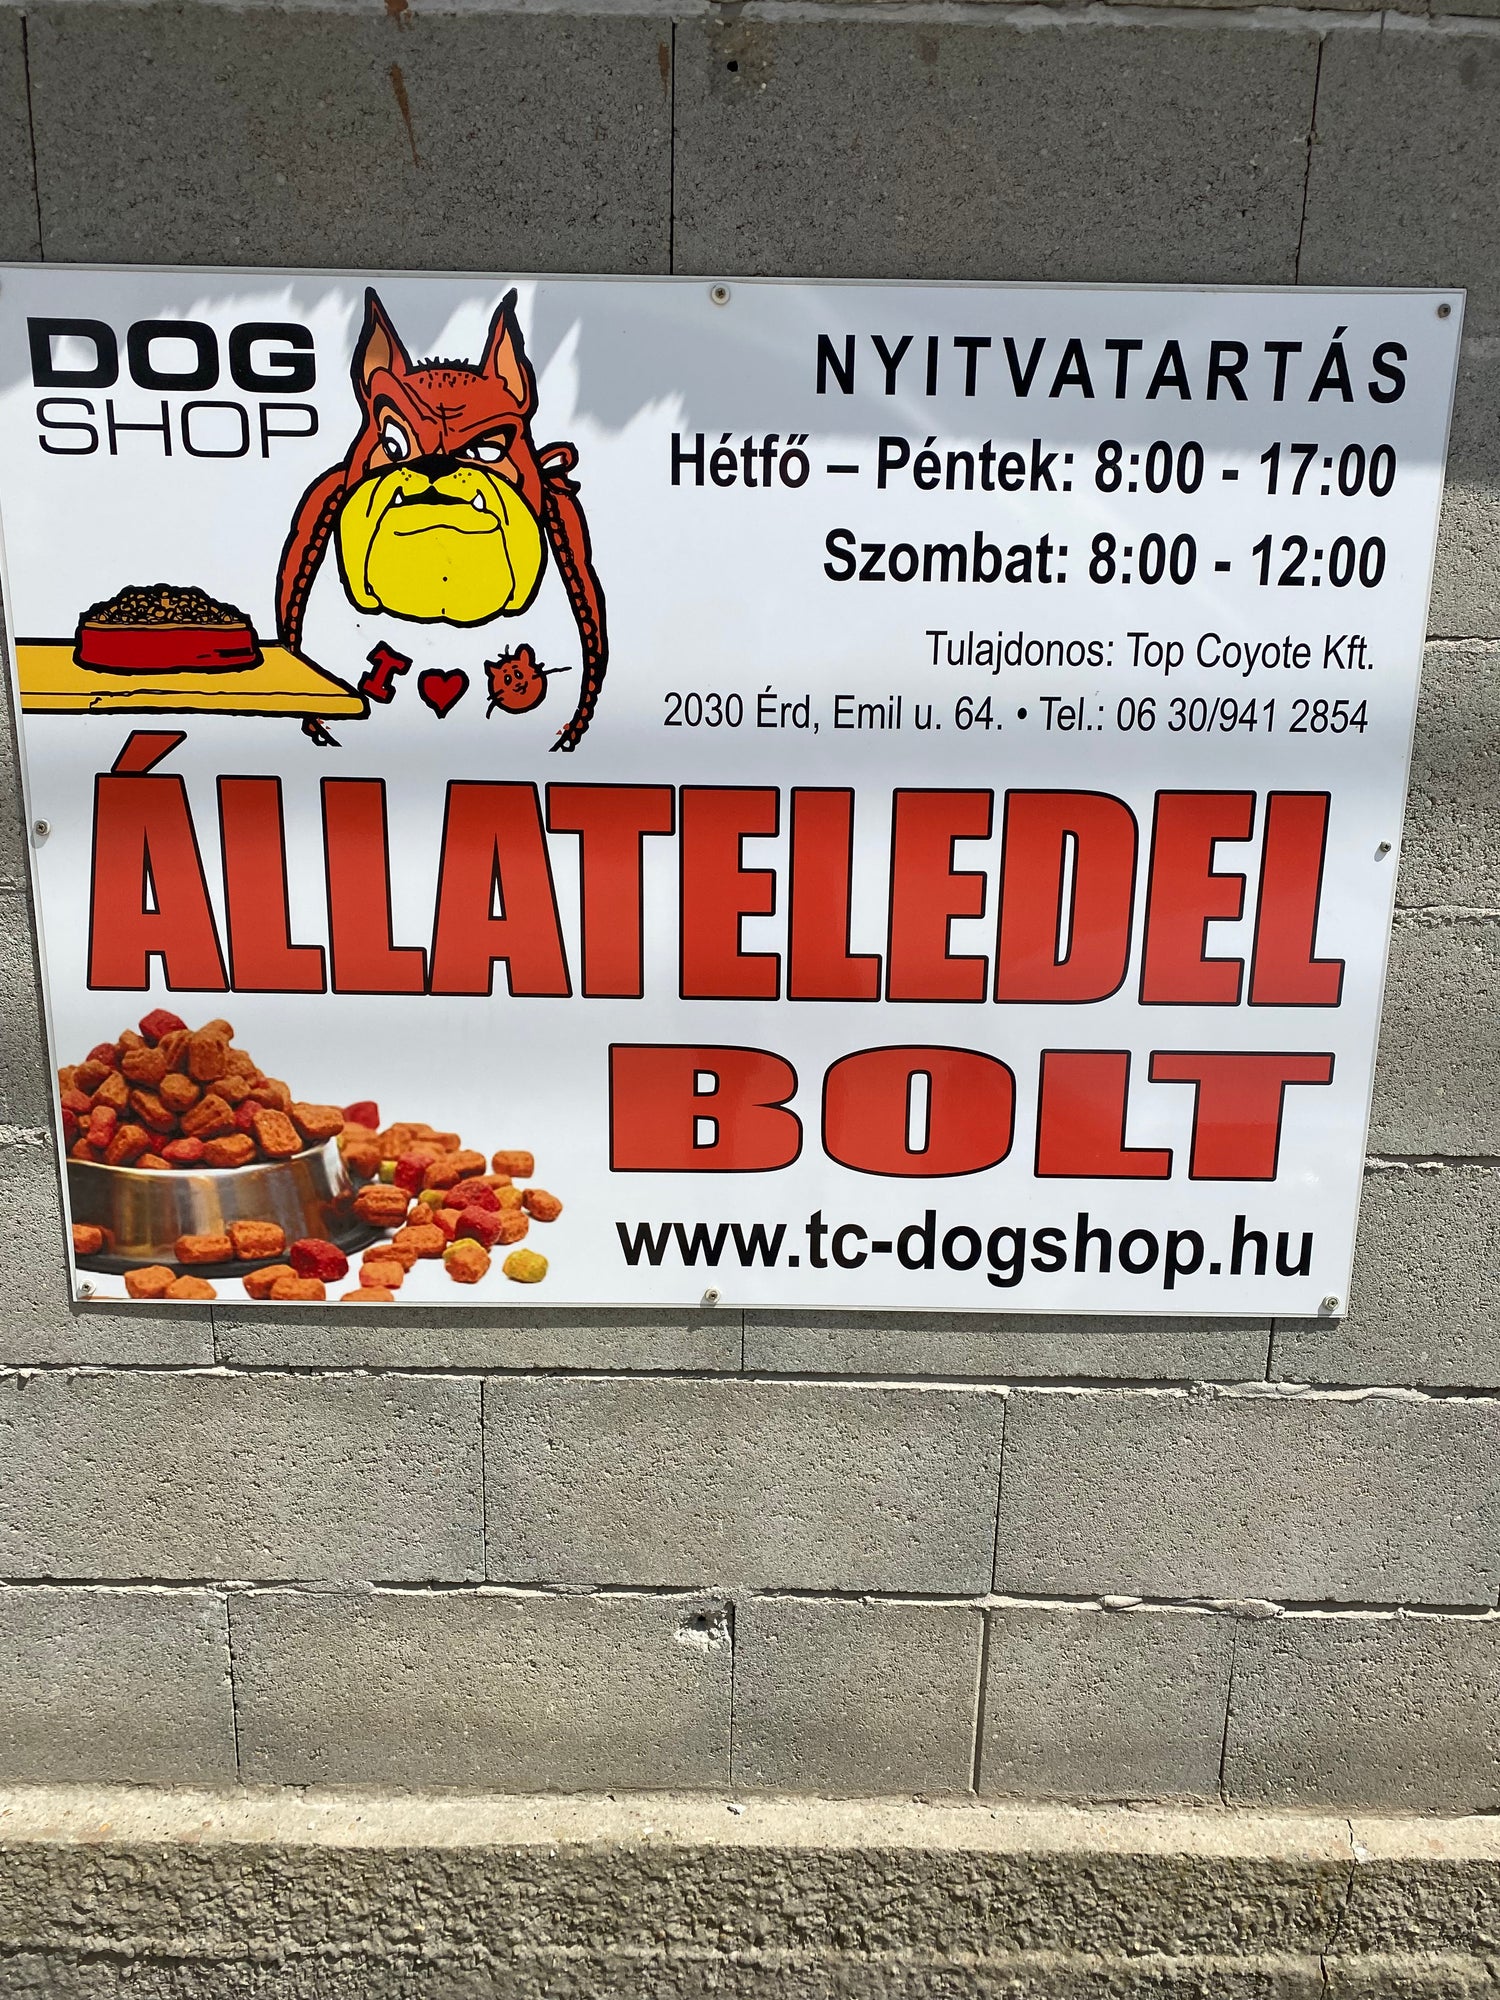 DOG
SHOP
NYITVATARTÁS
Hétfő – Péntek: 8:00 - 17:00
Szombat: 8:00 - 12:00
Tulajdonos: Top Coyote Kft.
2030 Érd, Emil u. 64. • Tel.: 06 30/941 2854
I
ÁLLATELEDEL
BOLT
www.tc-dogshop.hu